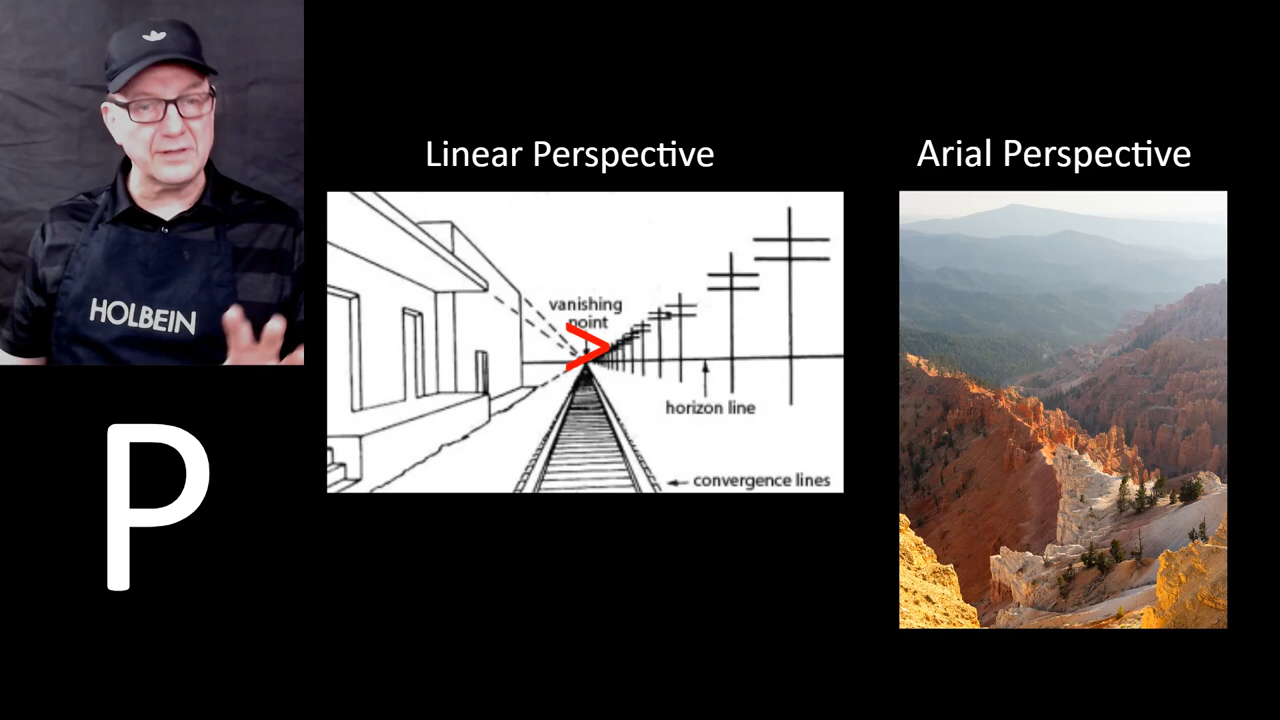 HOLBEIN
P
Linear Perspective
vanishing
point
horizon line
convergence lines
Arial Perspective